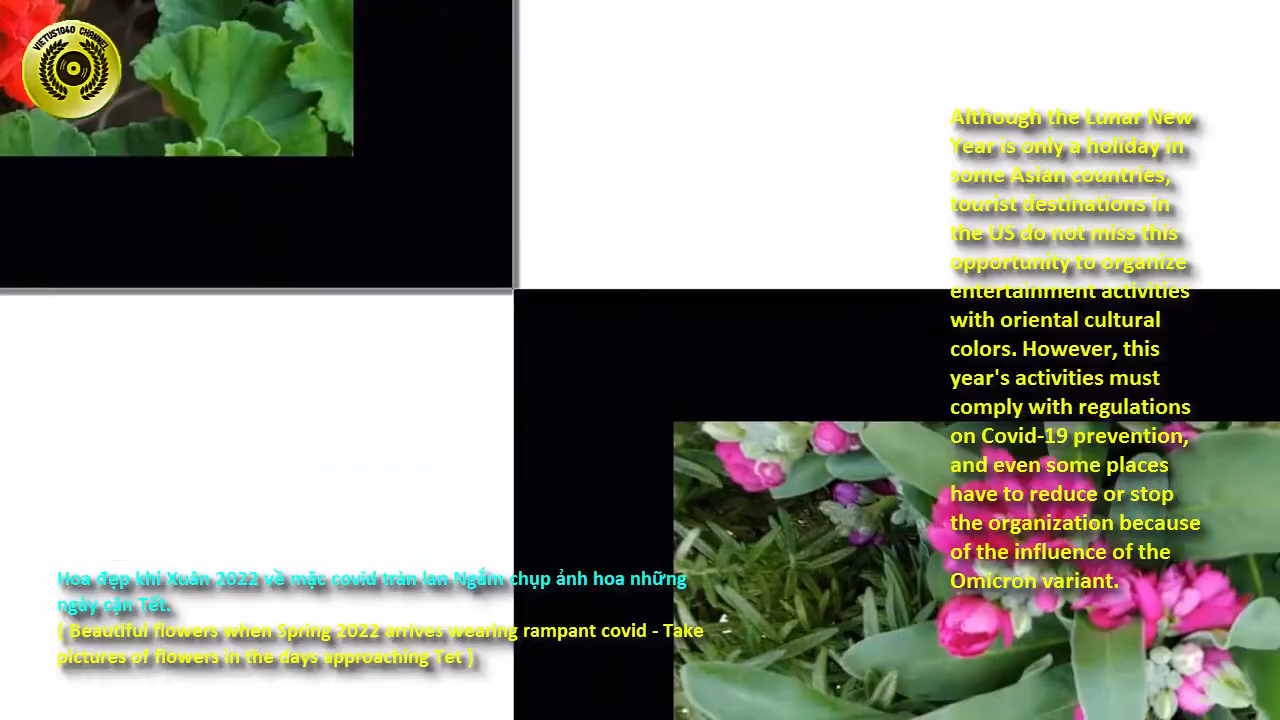 VIETUS1040 CHANNEL
Although the Lunar New
Year is only a holiday in
some Asian countries,
tourist destinations in
the US do not miss this
opportunity to organize
entertainment activities
with oriental cultural
colors. However, this
year's activities must
comply with regulations
on Covid-19 prevention,
and even some places
have to reduce or stop
the organization because
of the influence of the
Omicron variant.
Hoa đẹp khi Xuân 2022 về mặc covid tràn lan Ngắm chụp ảnh hoa những
ngày cận Tết.
( Beautiful flowers when Spring 2022 arrives wearing rampant covid - Take
pictures of flowers in the days approaching Tet )